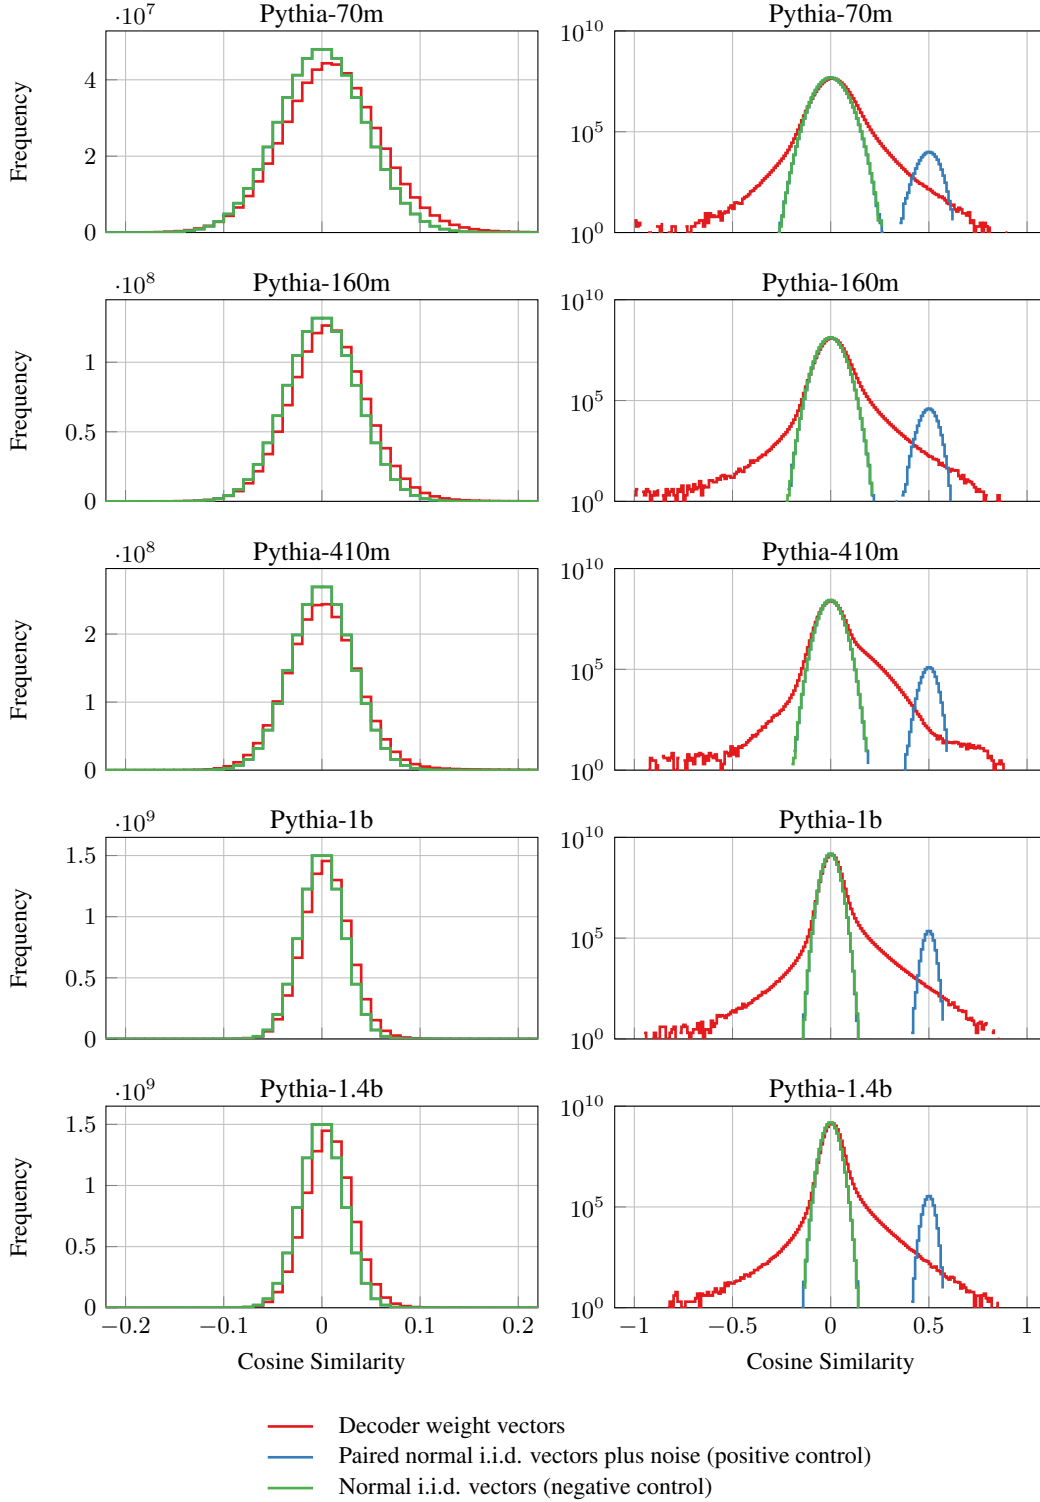 Pythia-70m
·10^7
Frequency
4
2
0
Pythia-70m
10^10
10^5
10^0
Pythia-160m
·10^8
Frequency
1
0.5
0
Pythia-160m
10^10
10^5
10^0
Pythia-410m
·10^8
Frequency
2
1
0
Pythia-410m
10^10
10^5
10^0
Pythia-1b
·10^9
Frequency
1.5
1
0.5
0
Pythia-1b
10^10
10^5
10^0
Pythia-1.4b
·10^9
Frequency
1.5
1
0.5
0
−0.2 −0.1 0 0.1 0.2
Cosine Similarity
Pythia-1.4b
10^10
10^5
10^0
−1 −0.5 0 0.5 1
Cosine Similarity
Decoder weight vectors
Paired normal i.i.d. vectors plus noise (positive control)
Normal i.i.d. vectors (negative control)